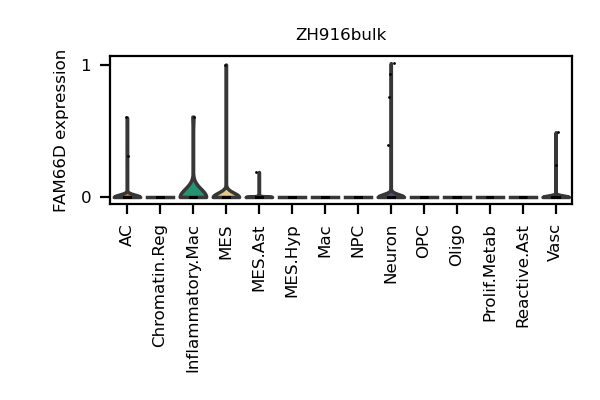 ZH916bulk
FAM66D expression
1
0
AC
Chromatin.Reg
Inflammatory.Mac
MES
MES.Ast
MES.Hyp
Mac
NPC
Neuron
OPC
Oligo
Prolif.Metab
Reactive.Ast
Vasc